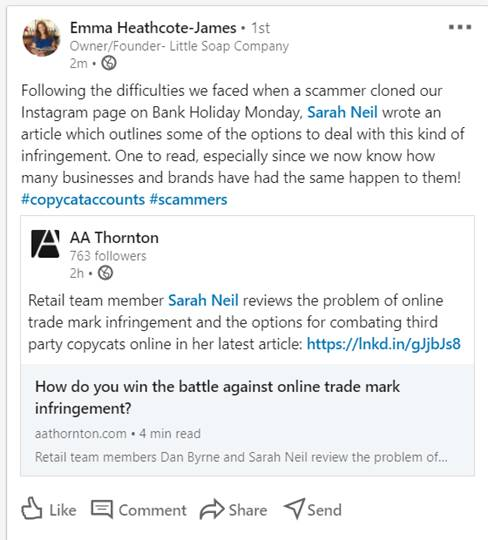 Emma Heathcote-James • 1st
Owner/Founder- Little Soap Company
2m •
Following the difficulties we faced when a scammer cloned our
Instagram page on Bank Holiday Monday, Sarah Neil wrote an
article which outlines some of the options to deal with this kind of
infringement. One to read, especially since we now know how
many businesses and brands have had the same happen to them!
#copycataccounts #scammers
AA Thornton
763 followers
2h •
Retail team member Sarah Neil reviews the problem of online
trade mark infringement and the options for combating third
party copycats online in her latest article: https://lnkd.in/gJjbJs8
How do you win the battle against online trade mark
infringement?
aathornton.com • 4 min read
Retail team members Dan Byrne and Sarah Neil review the problem of...
Like Comment Share Send